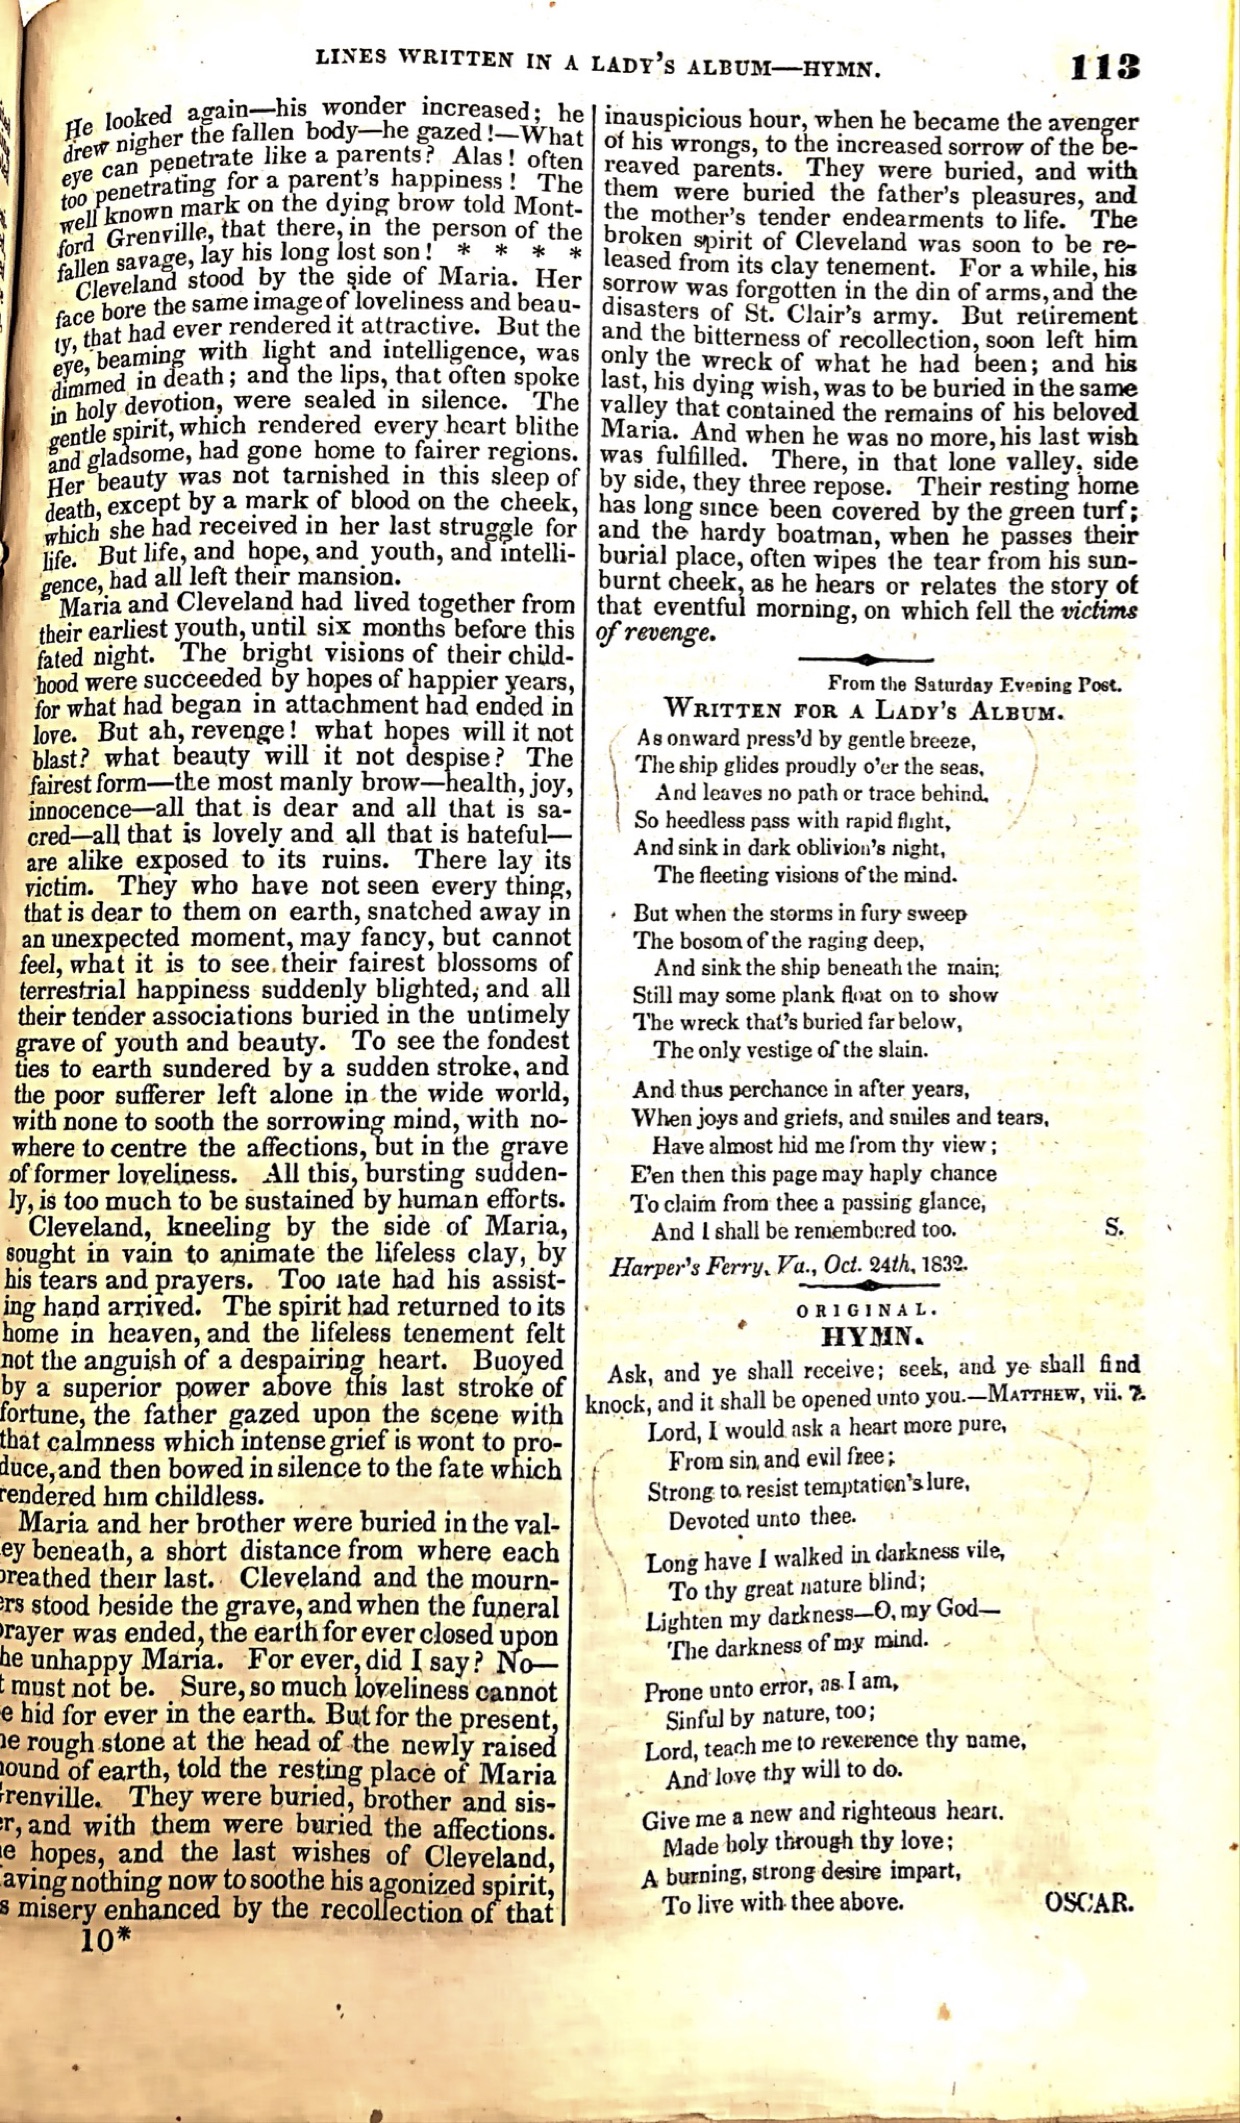 LINES WRITTEN IN A LADY'S ALBUM—HYMN.
113
He looked again—his wonder increased; he
drew nigher the fallen body—he gazed!—What
eye can penetrate like a parents? Alas! often
too penetrating for a parent's happiness! The
well known mark on the dying brow told Mont-
ford Grenville, that there, in the person of the
fallen savage, lay his long lost son! * * * *
Cleveland stood by the side of Maria. Her
face bore the same image of loveliness and beau-
ty, that had ever rendered it attractive. But the
eye, beaming with light and intelligence, was
dimmed in death; and the lips, that often spoke
in holy devotion, were sealed in silence. The
gentle spirit, which rendered every heart blithe
and gladsome, had gone home to fairer regions.
Her beauty was not tarnished in this sleep of
death, except by a mark of blood on the cheek,
which she had received in her last struggle for
life. But life, and hope, and youth, and intelli-
gence, had all left their mansion.
Maria and Cleveland had lived together from
their earliest youth, until six months before this
fated night. The bright visions of their child-
hood were succeeded by hopes of happier years,
for what had began in attachment had ended in
love. But ah, revenge! what hopes will it not
blast? what beauty will it not despise? The
fairest form—the most manly brow—health, joy,
innocence—all that is dear and all that is sa-
cred—all that is lovely and all that is hateful—
are alike exposed to its ruins. There lay its
victim. They who have not seen every thing,
that is dear to them on earth, snatched away in
an unexpected moment, may fancy, but cannot
feel, what it is to see their fairest blossoms of
terrestrial happiness suddenly blighted, and all
their tender associations buried in the untimely
grave of youth and beauty. To see the fondest
ties to earth sundered by a sudden stroke, and
the poor sufferer left alone in the wide world,
with none to sooth the sorrowing mind, with no-
where to centre the affections, but in the grave
of former loveliness. All this, bursting sudden-
ly, is too much to be sustained by human efforts.
Cleveland, kneeling by the side of Maria,
sought in vain to animate the lifeless clay, by
his tears and prayers. Too late had his assist-
ing hand arrived. The spirit had returned to its
home in heaven, and the lifeless tenement felt
not the anguish of a despairing heart. Buoyed
by a superior power above this last stroke of
fortune, the father gazed upon the scene with
that calmness which intense grief is wont to pro-
duce, and then bowed in silence to the fate which
rendered him childless.
Maria and her brother were buried in the val-
ey beneath, a short distance from where each
breathed their last. Cleveland and the mourn-
ers stood beside the grave, and when the funeral
prayer was ended, the earth for ever closed upon
he unhappy Maria. For ever, did I say? No—
t must not be. Sure, so much loveliness cannot
e hid for ever in the earth. But for the present,
he rough stone at the head of the newly raised
ound of earth, told the resting place of Maria
Grenville. They were buried, brother and sis-
er, and with them were buried the affections.
e hopes, and the last wishes of Cleveland,
aving nothing now to soothe his agonized spirit,
s misery enhanced by the recollection of that
10*
inauspicious hour, when he became the avenger
of his wrongs, to the increased sorrow of the be-
reaved parents. They were buried, and with
them were buried the father's pleasures, and
the mother's tender endearments to life. The
broken spirit of Cleveland was soon to be re-
leased from its clay tenement. For a while, his
sorrow was forgotten in the din of arms, and the
disasters of St. Clair's army. But retirement
and the bitterness of recollection, soon left him
only the wreck of what he had been; and his
last, his dying wish, was to be buried in the same
valley that contained the remains of his beloved
Maria. And when he was no more, his last wish
was fulfilled. There, in that lone valley, side
by side, they three repose. Their resting home
has long since been covered by the green turf;
and the hardy boatman, when he passes their
burial place, often wipes the tear from his sun-
burnt cheek, as he hears or relates the story of
that eventful morning, on which fell the victims
of revenge.
From the Saturday Evening Post.
WRITTEN FOR A LADY'S ALBUM.
As onward press'd by gentle breeze,
The ship glides proudly o'er the seas,
And leaves no path or trace behind,
So heedless pass with rapid flight,
And sink in dark oblivion's night,
The fleeting visions of the mind.
But when the storms in fury sweep
The bosom of the raging deep,
And sink the ship beneath the main;
Still may some plank float on to show
The wreck that's buried far below,
The only vestige of the slain.
And thus perchance in after years,
When joys and griefs, and smiles and tears,
Have almost hid me from thy view;
E'en then this page may haply chance
To claim from thee a passing glance,
And I shall be remembered too. S.
Harper's Ferry, Va., Oct. 24th, 1832.
ORIGINAL.
HYMN.
Ask, and ye shall receive; seek, and ye shall find
knock, and it shall be opened unto you.—MATTHEW, vii. 7.
Lord, I would ask a heart more pure,
From sin and evil free;
Strong to resist temptation's lure,
Devoted unto thee.
Long have I walked in darkness vile,
To thy great nature blind;
Lighten my darkness—O, my God—
The darkness of my mind.
Prone unto error, as I am,
Sinful by nature, too;
Lord, teach me to reverence thy name,
And love thy will to do.
Give me a new and righteous heart.
Made holy through thy love;
A burning, strong desire impart,
To live with thee above. OSCAR.